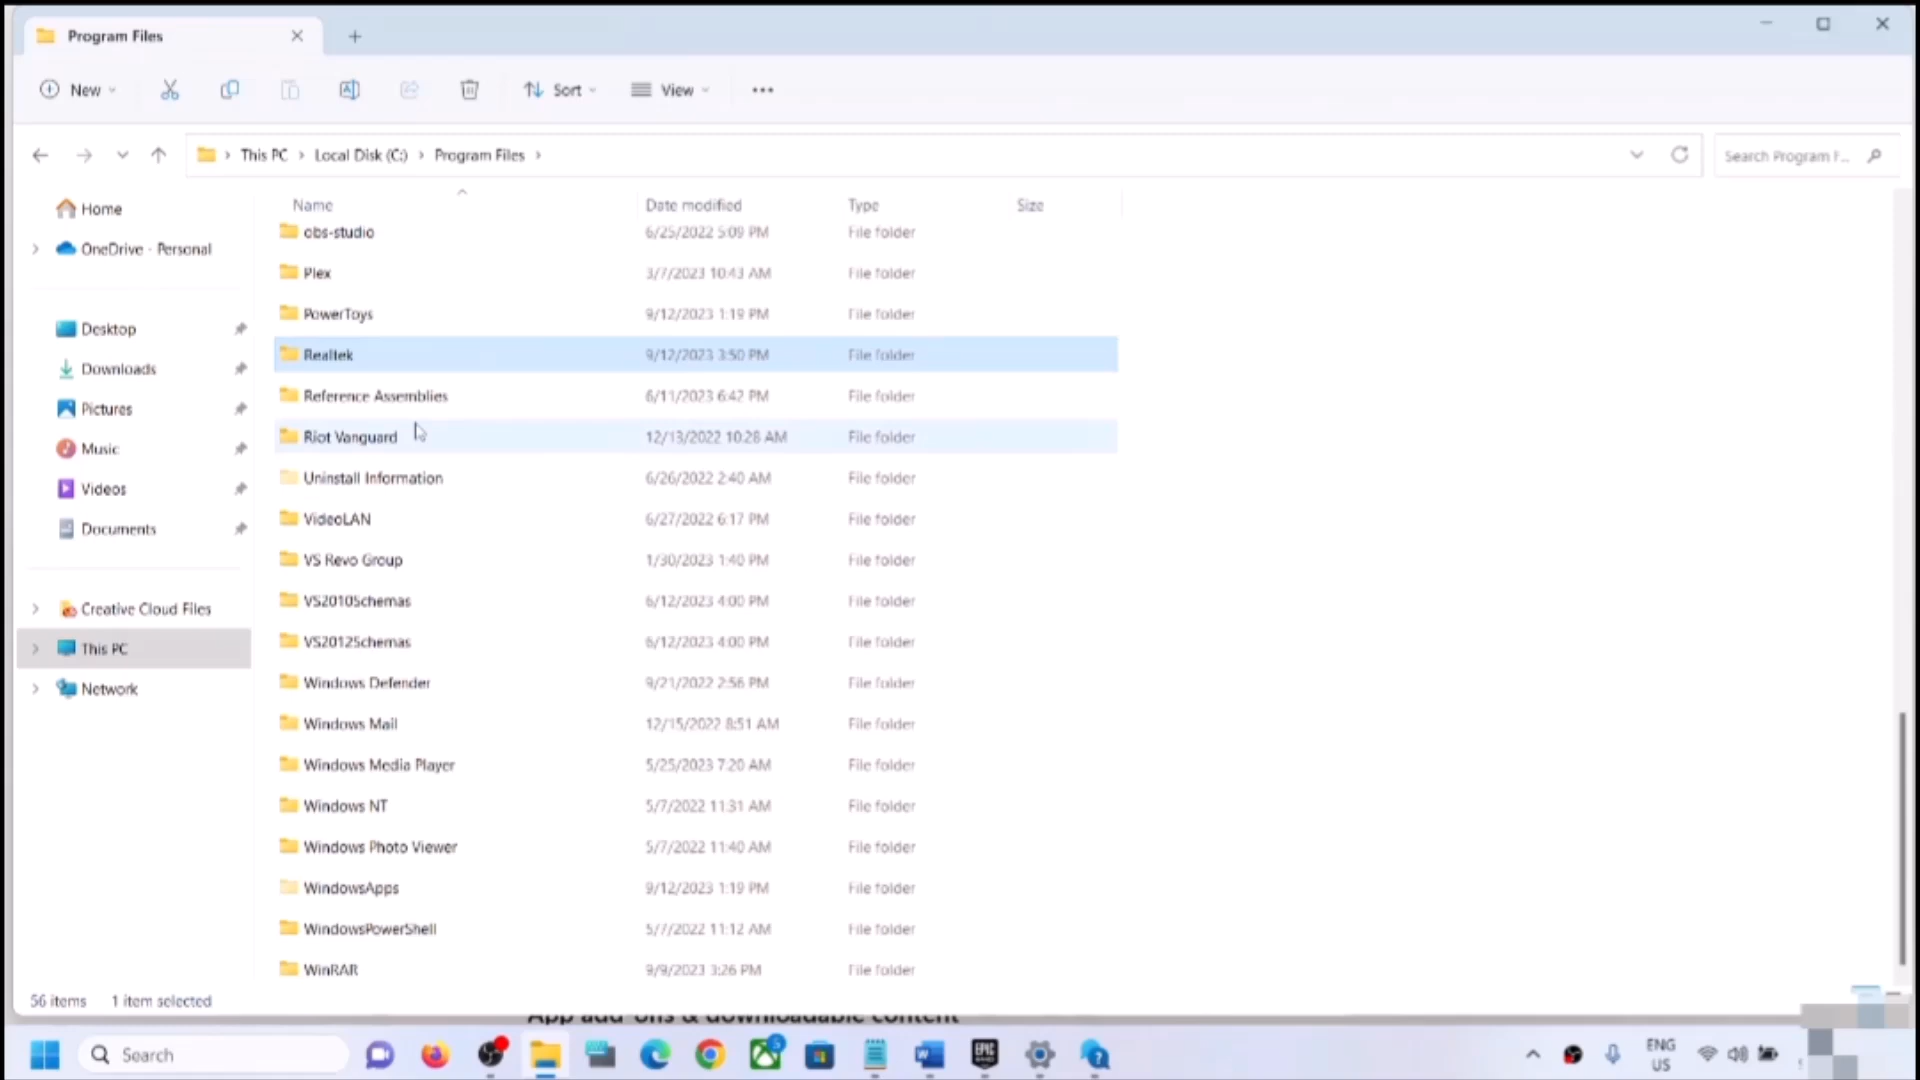 Program Files
New
Sort
View
This PC
Local Disk (C:)
Program Files
Search Program F...
Home
OneDrive - Personal
Desktop
Downloads
Pictures
Music
Videos
Documents
Creative Cloud Files
This PC
Network
Name Date modified Type Size
obs-studio 6/25/2022 5:09 PM File folder
Plex 3/7/2023 10:43 AM File folder
PowerToys 9/12/2023 1:19 PM File folder
Realtek 9/12/2023 3:50 PM File folder
Reference Assemblies 6/11/2023 6:42 PM File folder
Riot Vanguard 12/13/2022 10:28 AM File folder
Uninstall Information 6/26/2022 2:40 AM File folder
VideoLAN 6/27/2022 6:17 PM File folder
VS Revo Group 1/30/2023 1:40 PM File folder
VS2010Schemas 6/12/2023 4:00 PM File folder
VS2012Schemas 6/12/2023 4:00 PM File folder
Windows Defender 9/21/2022 2:56 PM File folder
Windows Mail 12/15/2022 8:51 AM File folder
Windows Media Player 5/25/2023 7:20 AM File folder
Windows NT 5/7/2022 11:31 AM File folder
Windows Photo Viewer 5/7/2022 11:40 AM File folder
WindowsApps 9/12/2023 1:19 PM File folder
WindowsPowerShell 5/7/2022 11:12 AM File folder
WinRAR 9/9/2023 3:26 PM File folder
56 items 1 item selected
App add-ons & downloadable content
Search
5
EPIC
ENG
US